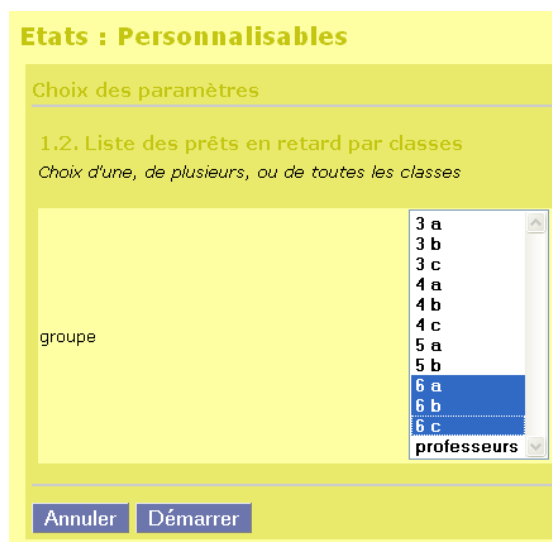 Etats : Personnalisables
Choix des paramètres
1.2. Liste des prêts en retard par classes
Choix d'une, de plusieurs, ou de toutes les classes
groupe
3 a
3 b
3 c
4 a
4 b
4 c
5 a
5 b
6 a
6 b
6 c
professeurs
Annuler Démarrer